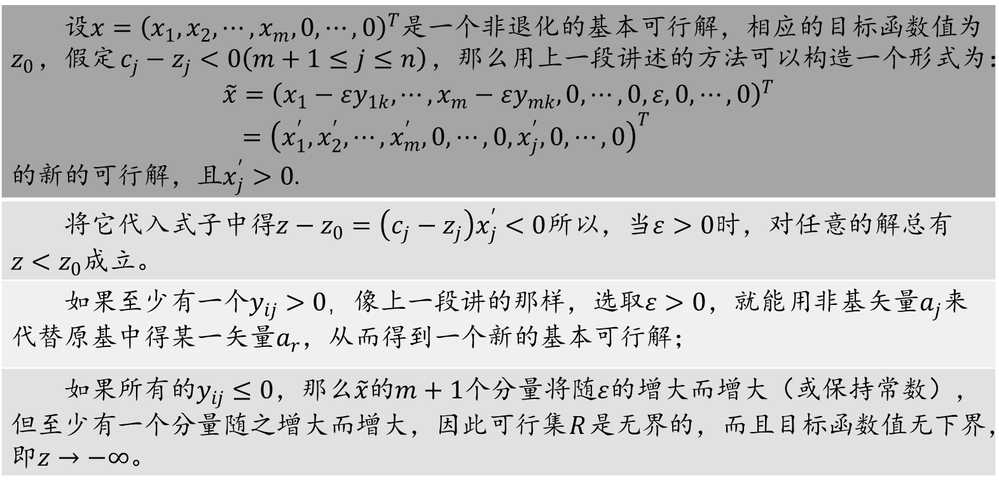 设$x=(x_1,x_2,\cdots,x_m,0,\cdots,0)^T$是一个非退化的基本可行解，相应的目标函数值为
$z_0$，假定$c_j-z_j<0(m+1\leq j\leq n)$，那么用上一段讲述的方法可以构造一个形式为：
$\tilde{x}=(x_1-\varepsilon y_{1k},\cdots,x_m-\varepsilon y_{mk},0,\cdots,0,\varepsilon,0,\cdots,0)^T$
$=(x_1^{'},x_2^{'},\cdots,x_m^{'},0,\cdots,0,x_j^{'},0,\cdots,0)^T$
的新的可行解，且$x_j^{'}>0$.
将它代入式子中得$z-z_0=(c_j-z_j)x_j^{'}<0$所以，当$\varepsilon>0$时，对任意的解总有
$z<z_0$成立。
如果至少有一个$y_{ij}>0$，像上一段讲的那样，选取$\varepsilon>0$，就能用非基矢量$a_j$来
代替原基中得某一矢量$a_r$，从而得到一个新的基本可行解；
如果所有的$y_{ij}\leq 0$，那么$\tilde{x}$的$m+1$个分量将随$\varepsilon$的增大而增大（或保持常数），
但至少有一个分量随之增大而增大，因此可行集$R$是无界的，而且目标函数值无下界，
即$z\to-\infty$。